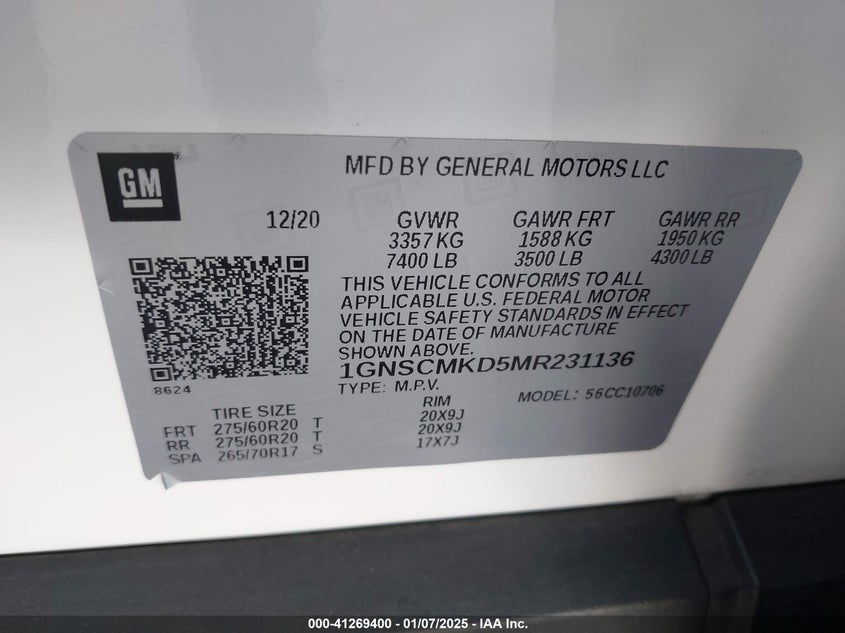 GM
MFD BY GENERAL MOTORS LLC
12/20 GVWR GAWR FRT GAWR RR
3357 KG 1588 KG 1950 KG
7400 LB 3500 LB 4300 LB
THIS VEHICLE CONFORMS TO ALL
APPLICABLE U.S. FEDERAL MOTOR
VEHICLE SAFETY STANDARDS IN EFFECT
ON THE DATE OF MANUFACTURE
SHOWN ABOVE.
1GNSCMKD5MR231136
8624
TYPE: M.P.V. MODEL: 56CC10706
TIRE SIZE RIM
FRT 275/60R20 T 20X9J
RR 275/60R20 T 20X9J
SPA 265/70R17 S 17X7J
000-41269400 - 01/07/2025 - IAA Inc.